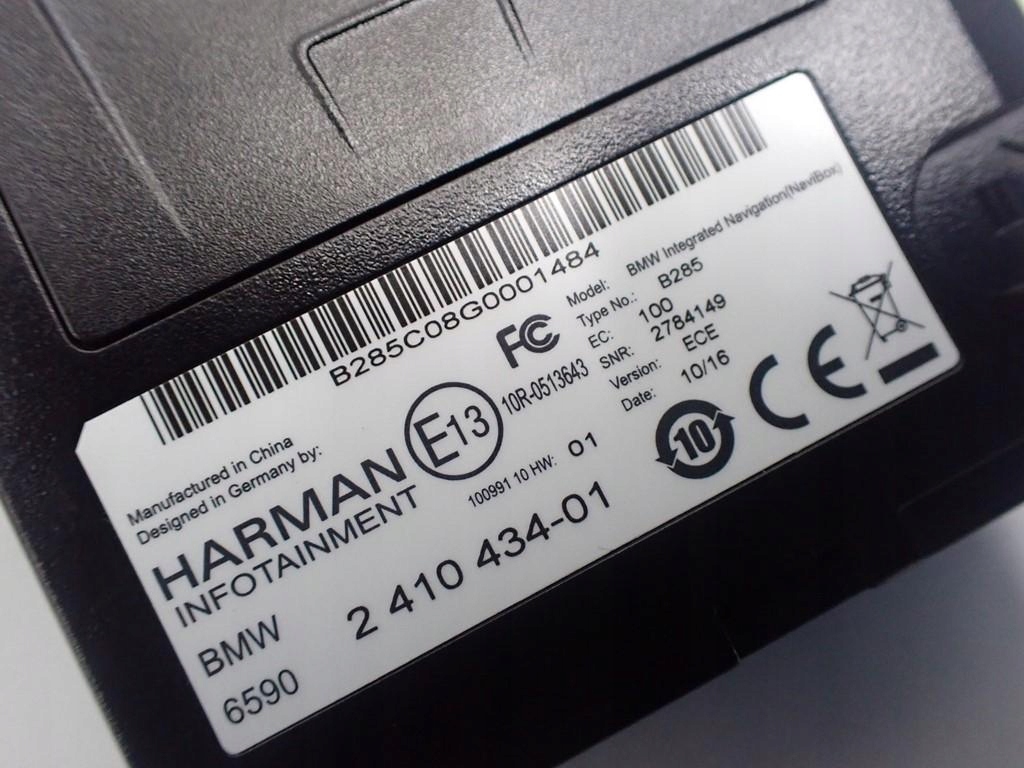 B285C08G0001484
Manufactured in China
Designed in Germany by:
HARMAN
INFOTAINMENT
BMW
6590
2 410 434-01
E13
10R-0513643
100991 10 HW: 01
FC
Model: BMW Integrated Navigation(NaviBox)
Type No.: B285
EC: 100
SNR: 2784149
Version: ECE
Date: 10/16
10
CE